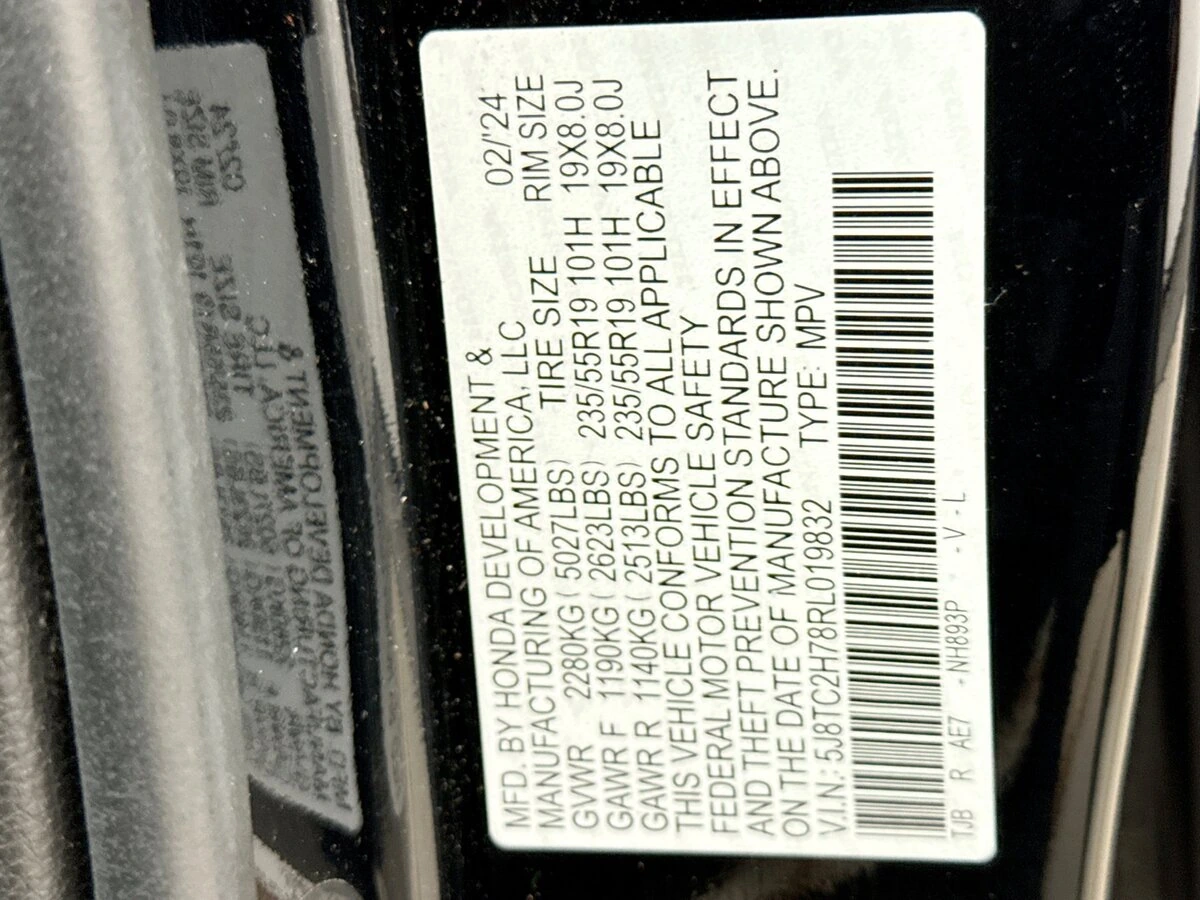 MFD. BY HONDA DEVELOPMENT & 02/'24
MANUFACTURING OF AMERICA, LLC TIRE SIZE RIM SIZE
GVWR 2280KG ( 5027LBS)
GAWR F 1190KG ( 2623LBS) 235/55R19 101H 19X8.0J
GAWR R 1140KG ( 2513LBS) 235/55R19 101H 19X8.0J
THIS VEHICLE CONFORMS TO ALL APPLICABLE
FEDERAL MOTOR VEHICLE SAFETY
AND THEFT PREVENTION STANDARDS IN EFFECT
ON THE DATE OF MANUFACTURE SHOWN ABOVE.
V.I.N.: 5J8TC2H78RL019832 TYPE: MPV
TJB R AE7 -NH893P - -V -L